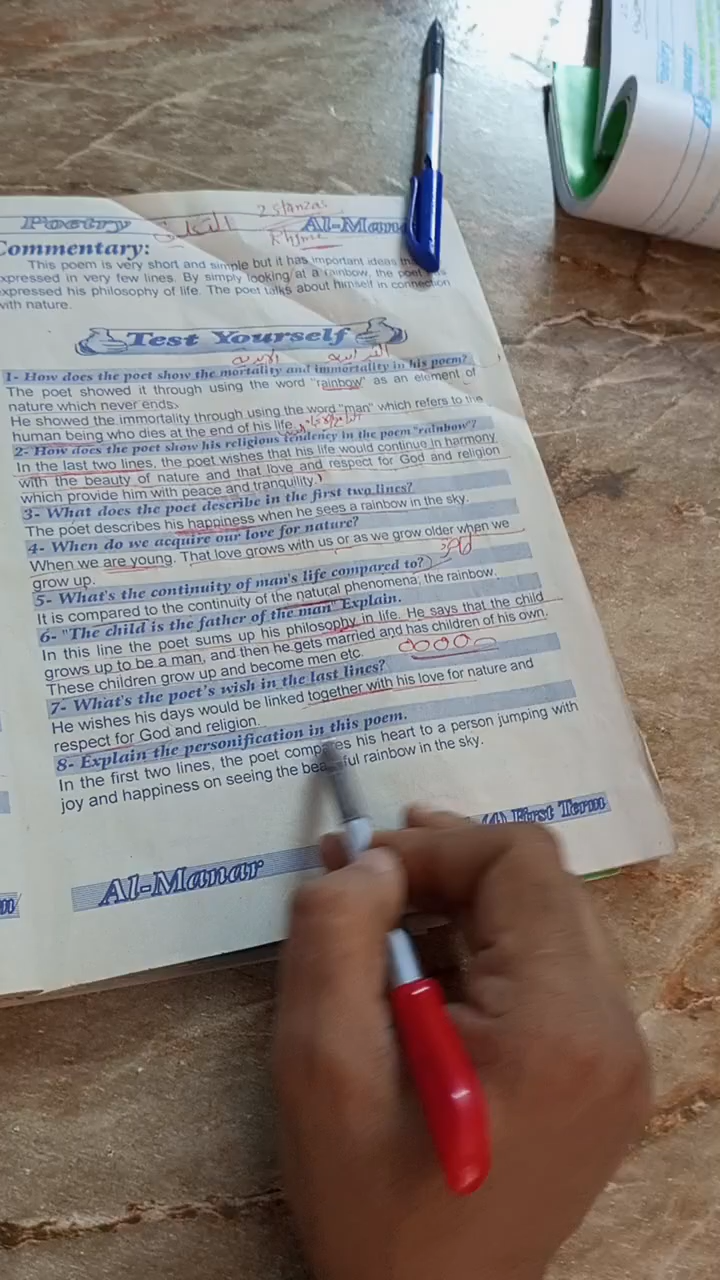 Poetry
2 stanzas
Rhyme
Al-Mana
Commentary:
This poem is very short and simple but it has important ideas
expressed in very few lines. By simply looking at a rainbow, the poet
expressed his philosophy of life. The poet talks about himself in connection
with nature.
Test Yourself
1- How does the poet show the mortality and immortality in his poem?
The poet showed it through using the word "rainbow" as an element of
nature which never ends.
He showed the immortality through using the word "man" which refers to the
human being who dies at the end of his life.
2- How does the poet show his religious tendency in the poem "rainbow"?
In the last two lines, the poet wishes that his life would continue in harmony
with the beauty of nature and that love and respect for God and religion
which provide him with peace and tranquility.
3- What does the poet describe in the first two lines?
The poet describes his happiness when he sees a rainbow in the sky.
4- When do we acquire our love for nature?
When we are young. That love grows with us or as we grow older when we
grow up.
5- What's the continuity of man's life compared to?
It is compared to the continuity of the natural phenomena, the rainbow.
6- "The child is the father of the man" Explain.
In this line the poet sums up his philosophy in life. He says that the child
grows up to be a man, and then he gets married and has children of his own.
These children grow up and become men etc.
7- What's the poet's wish in the last lines?
He wishes his days would be linked together with his love for nature and
respect for God and religion.
8- Explain the personification in this poem.
In the first two lines, the poet compares his heart to a person jumping with
joy and happiness on seeing the rainbow in the sky.
(4) First Term
Al-Manar